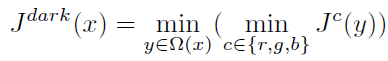 J^{dark}(x) = \min_{y \in \Omega(x)} ( \min_{c \in \{r,g,b\}} J^{c}(y))